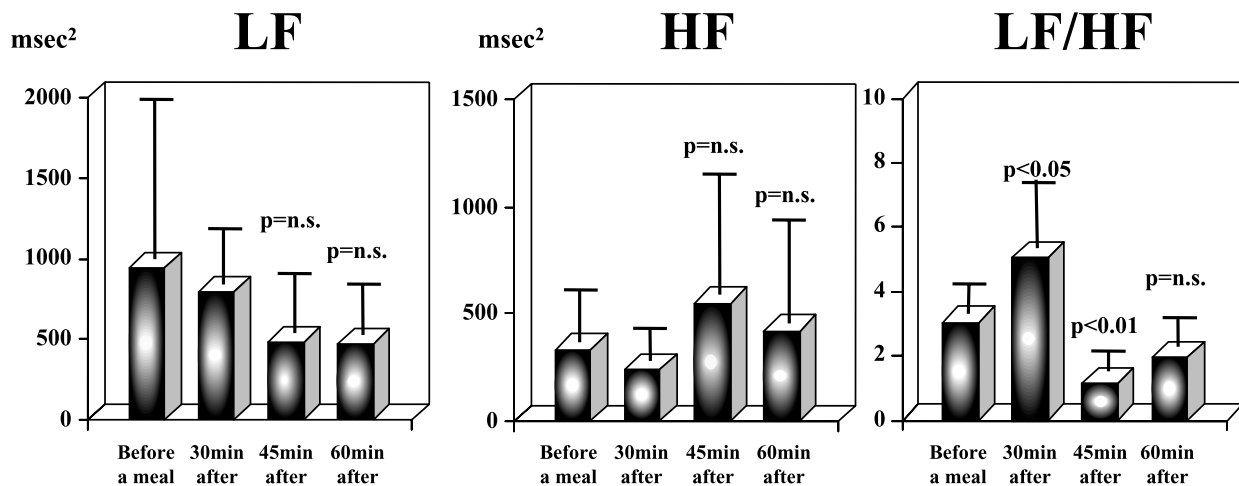 LF
msec²
2000
1500
1000
500
0
p=n.s.
p=n.s.
Before
a meal
30min
after
45min
after
60min
after
HF
msec²
1500
1000
500
0
p=n.s.
p=n.s.
Before
a meal
30min
after
45min
after
60min
after
LF/HF
10
8
6
4
2
0
p<0.05
p<0.01
p=n.s.
Before
a meal
30min
after
45min
after
60min
after